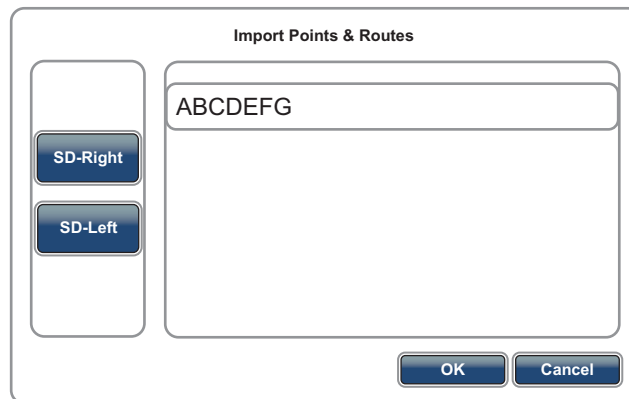 Import Points & Routes
ABCDEFG
SD-Right
SD-Left
OK
Cancel